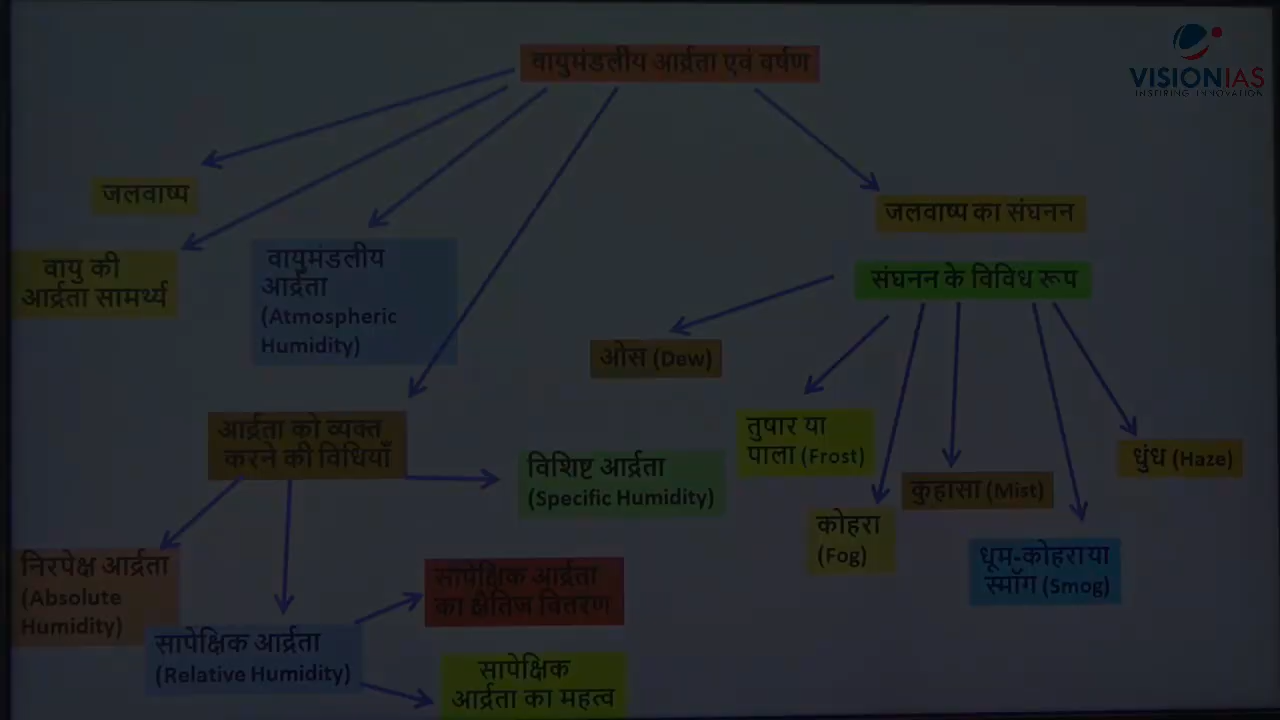 वायुमंडलीय आर्द्रता एवं वर्षण
VISIONIAS
INSPIRING INNOVATION
जलवाष्प
वायु की
आर्द्रता सामर्थ्य
वायुमंडलीय
आर्द्रता
(Atmospheric
Humidity)
जलवाष्प का संघनन
संघनन के विविध रूप
ओस (Dew)
तुषार या
पाला (Frost)
कोहरा
(Fog)
कुहासा (Mist)
धूम-कोहरा या
स्मॉग (Smog)
धुंध (Haze)
आर्द्रता को व्यक्त
करने की विधियाँ
विशिष्ट आर्द्रता
(Specific Humidity)
निरपेक्ष आर्द्रता
(Absolute
Humidity)
सापेक्षिक आर्द्रता
(Relative Humidity)
सापेक्षिक आर्द्रता
का क्षैतिज वितरण
सापेक्षिक
आर्द्रता का महत्व